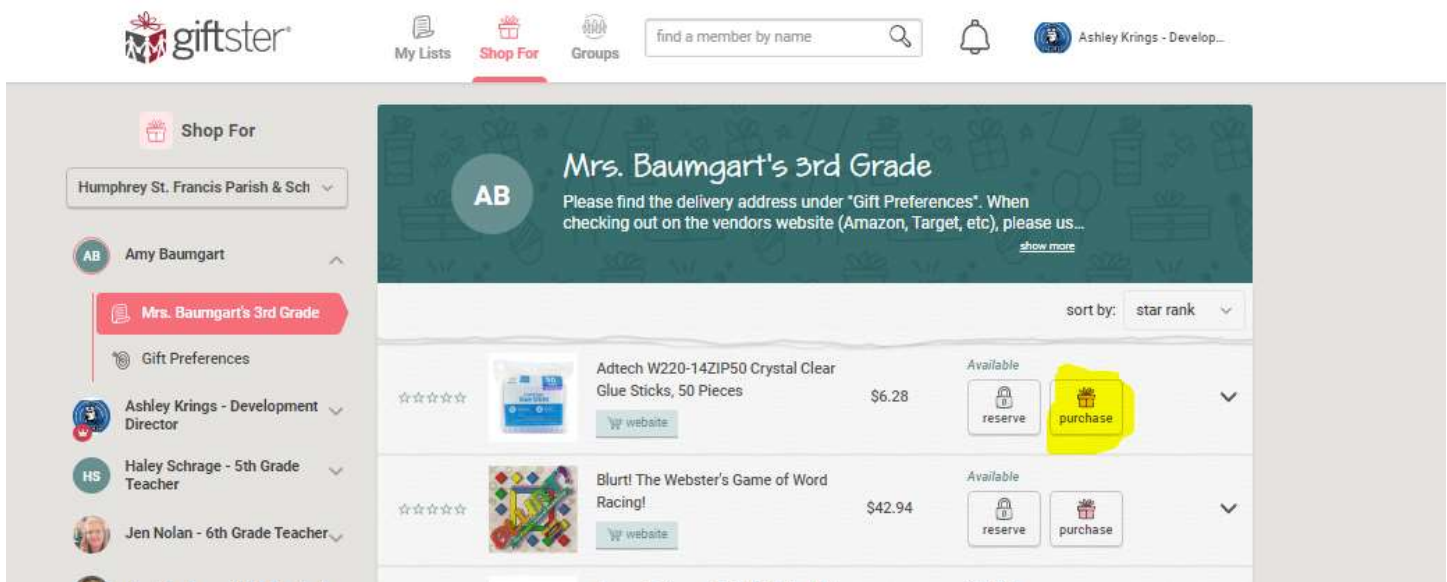 giftster®
My Lists
Shop For
Groups
find a member by name
Ashley Krings - Develop...
Shop For
Humphrey St. Francis Parish & Sch
AB
Amy Baumgart
Mrs. Baumgart's 3rd Grade
Gift Preferences
Ashley Krings - Development
Director
HS
Haley Schrage - 5th Grade
Teacher
Jen Nolan - 6th Grade Teacher
AB
Mrs. Baumgart's 3rd Grade
Please find the delivery address under "Gift Preferences". When
checking out on the vendors website (Amazon, Target, etc), please us...
show more
sort by: star rank
Adtech W220-14ZIP50 Crystal Clear
Glue Sticks, 50 Pieces
website
$6.28
Available
reserve
purchase
Blurt! The Webster's Game of Word
Racing!
website
$42.94
Available
reserve
purchase